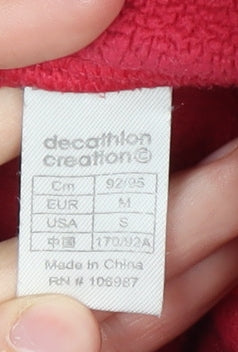 decathlon
creation©
Cm 92/95
EUR M
USA S
中国 170/92A
Made in China
RN # 106987